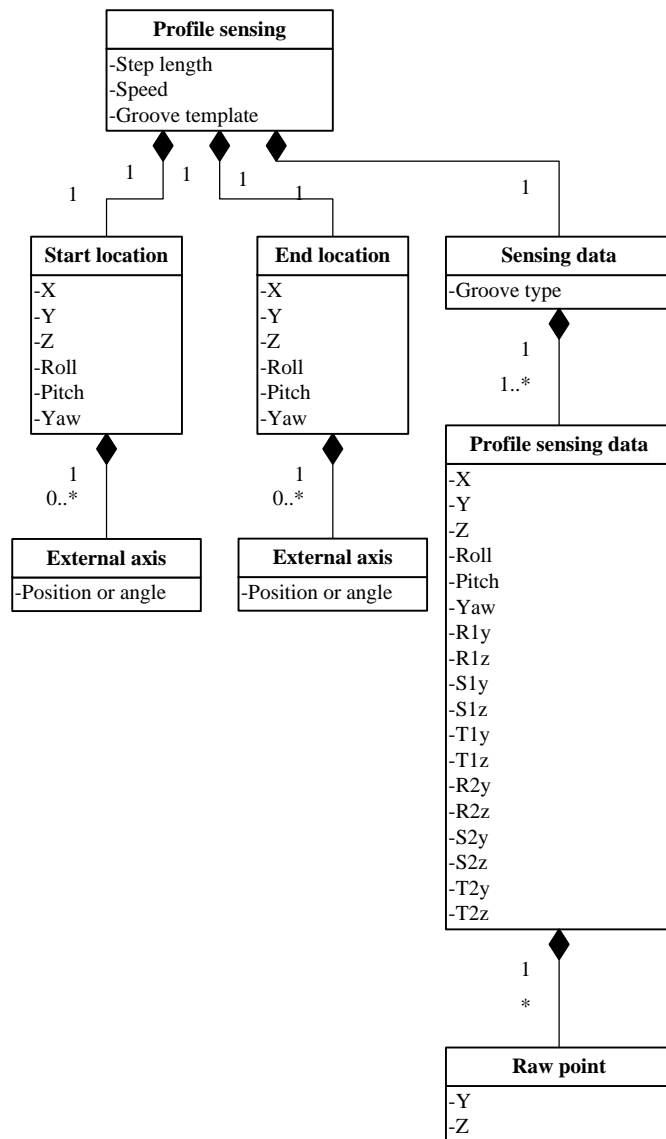 Profile sensing
-Step length
-Speed
-Groove template
1
1
1
1
1
1
Start location
-X
-Y
-Z
-Roll
-Pitch
-Yaw
End location
-X
-Y
-Z
-Roll
-Pitch
-Yaw
Sensing data
-Groove type
1
0..*
1
0..*
1
1..*
External axis
-Position or angle
External axis
-Position or angle
Profile sensing data
-X
-Y
-Z
-Roll
-Pitch
-Yaw
-R1y
-R1z
-S1y
-S1z
-T1y
-T1z
-R2y
-R2z
-S2y
-S2z
-T2y
-T2z
1
*
Raw point
-Y
-Z